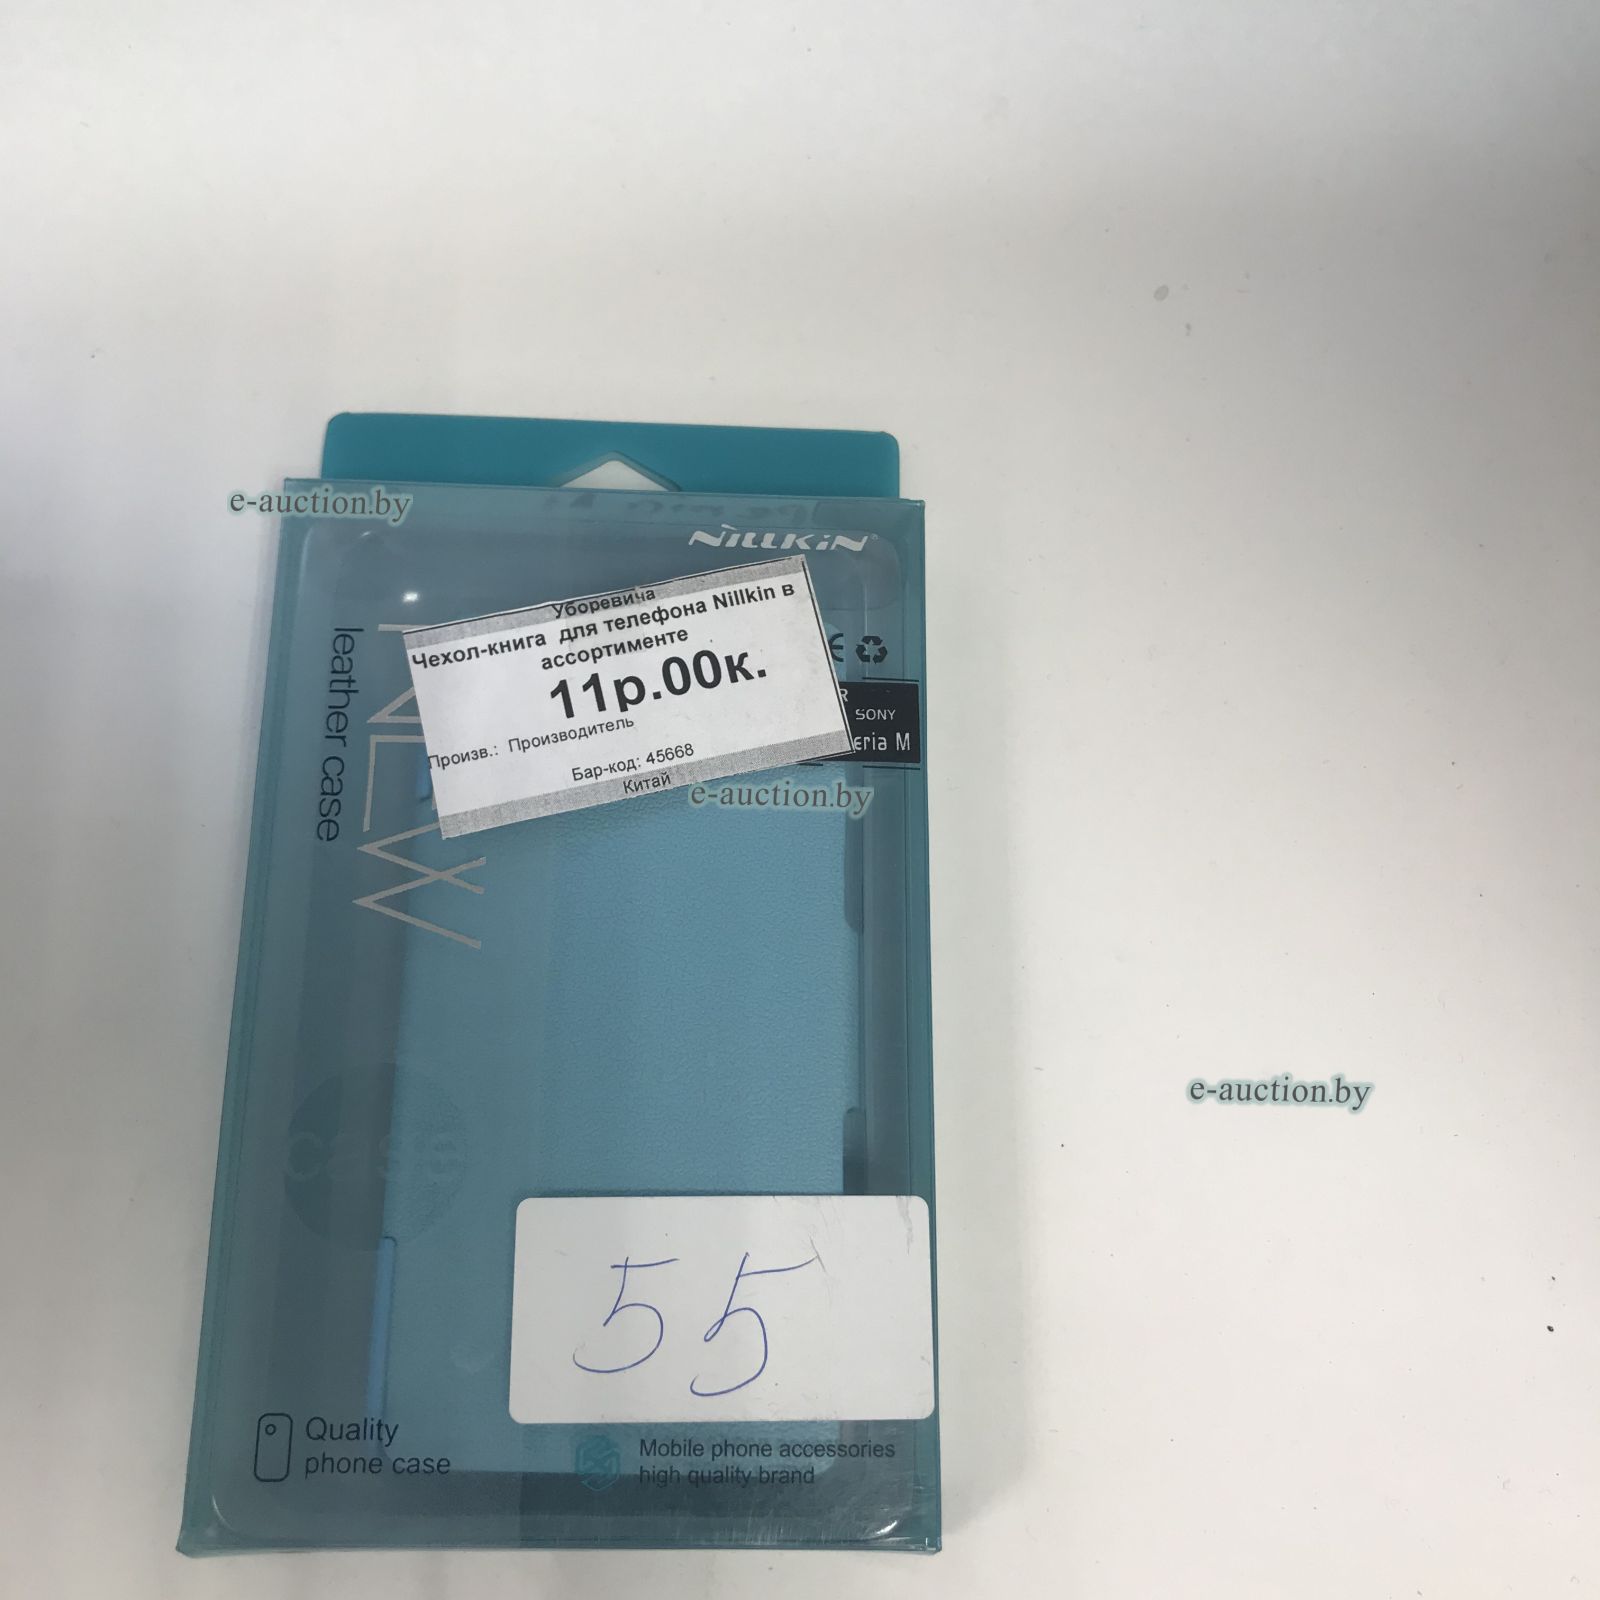 e-auction.by
NiLLKiN
Уборевича
Чехол-книга для телефона Nillkin в
ассортименте
11р.00к.
Произв.: Производитель
Бар-код: 45668
Китай
SONY
eria M
e-auction.by
NEW
leather case
case
e-auction.by
55
Quality
phone case
Mobile phone accessories
high quality brand